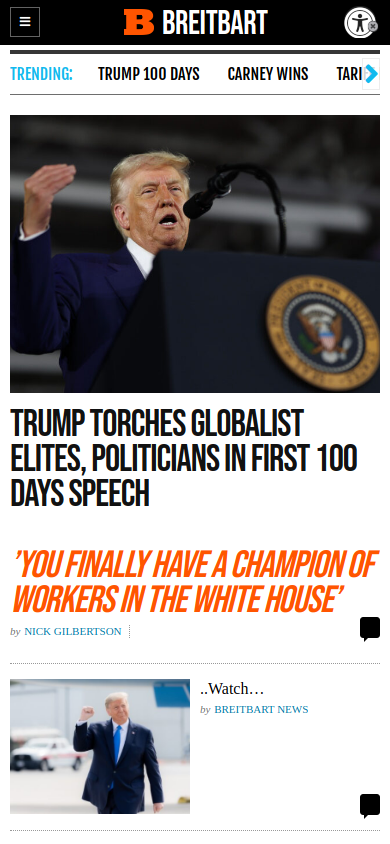 B BREITBART
TRENDING: TRUMP 100 DAYS CARNEY WINS TARI
TRUMP TORCHES GLOBALIST
ELITES, POLITICIANS IN FIRST 100
DAYS SPEECH
’YOU FINALLY HAVE A CHAMPION OF
WORKERS IN THE WHITE HOUSE’
by NICK GILBERTSON
..Watch…
by BREITBART NEWS